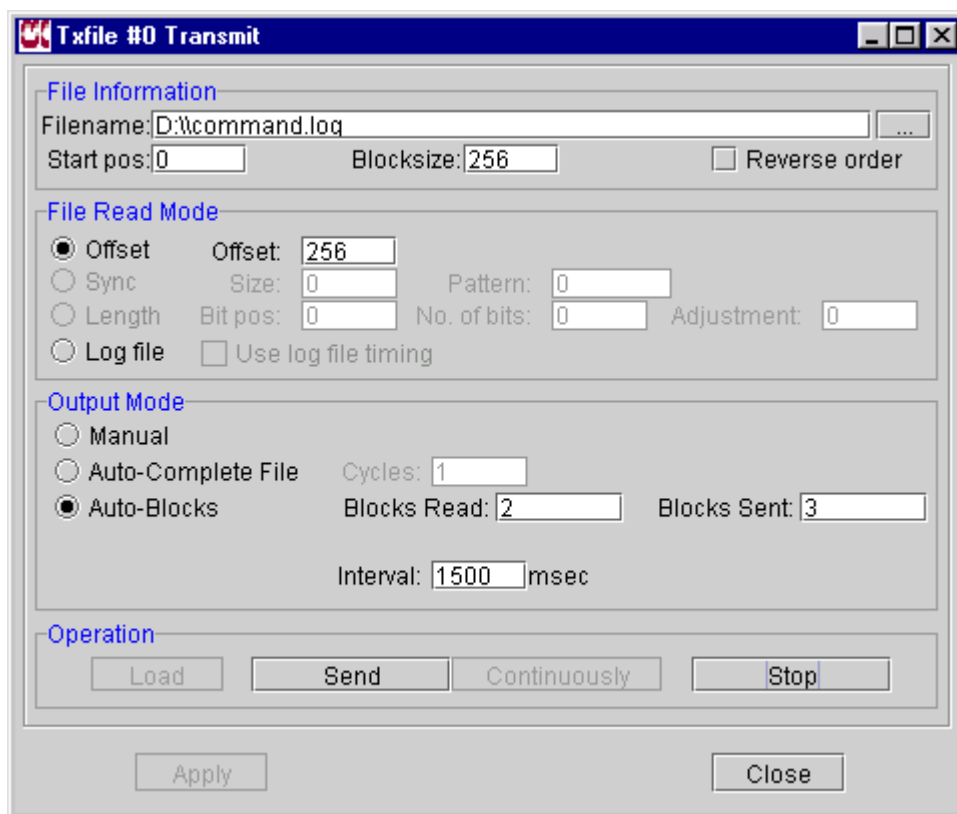 Txfile #0 Transmit
File Information
Filename: D:\\command.log ...
Start pos: 0 Blocksize: 256 Reverse order
File Read Mode
Offset Offset: 256
Sync Size: 0 Pattern: 0
Length Bit pos: 0 No. of bits: 0 Adjustment: 0
Log file Use log file timing
Output Mode
Manual
Auto-Complete File Cycles: 1
Auto-Blocks Blocks Read: 2 Blocks Sent: 3
Interval: 1500 msec
Operation
Load Send Continuously Stop
Apply Close